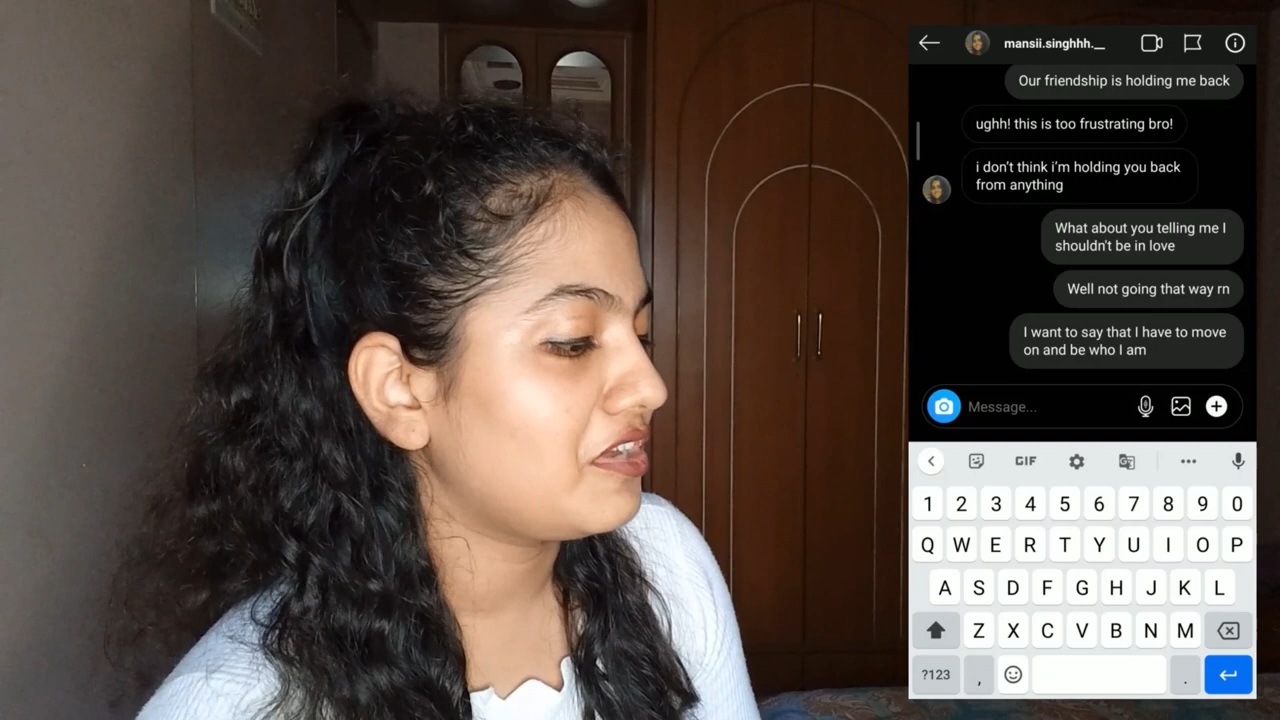 mansii.singhhh.__
Our friendship is holding me back
ughh! this is too frustrating bro!
i don't think i'm holding you back
from anything
What about you telling me I
shouldn't be in love
Well not going that way rn
I want to say that I have to move
on and be who I am
Message...
GIF
1 2 3 4 5 6 7 8 9 0
Q W E R T Y U I O P
A S D F G H J K L
Z X C V B N M
?123 , .